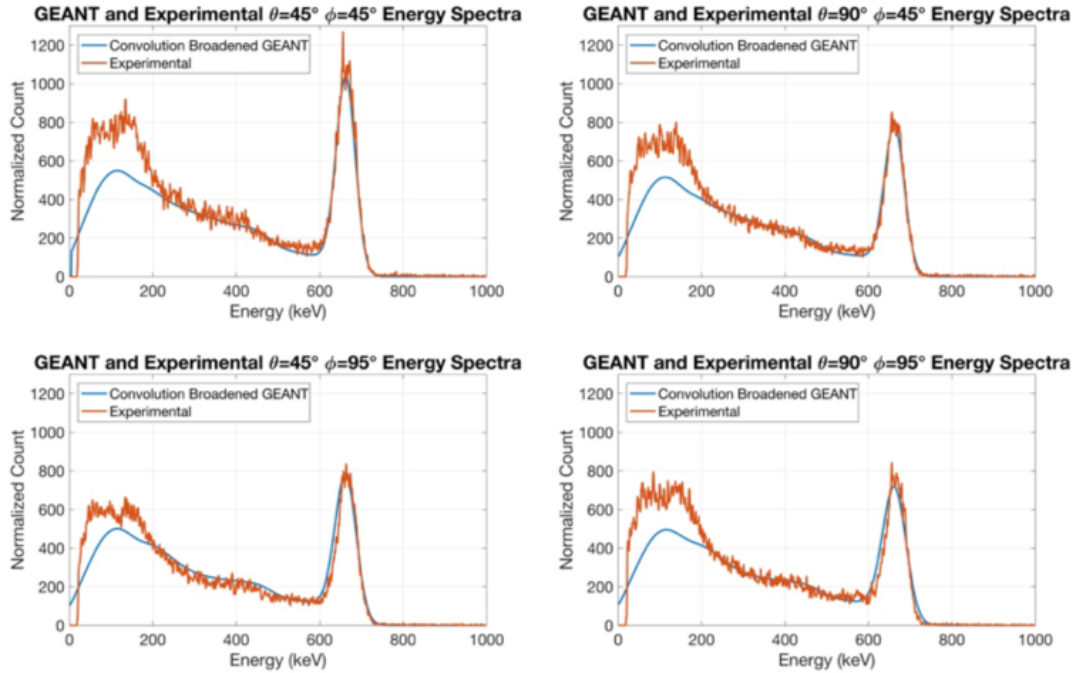 GEANT and Experimental θ=45° ϕ=45° Energy Spectra
1200
1000
800
600
400
200
0
Normalized Count
Convolution Broadened GEANT
Experimental
0 200 400 600 800 1000
Energy (keV)
GEANT and Experimental θ=90° ϕ=45° Energy Spectra
1200
1000
800
600
400
200
0
Normalized Count
Convolution Broadened GEANT
Experimental
0 200 400 600 800 1000
Energy (keV)
GEANT and Experimental θ=45° ϕ=95° Energy Spectra
1200
1000
800
600
400
200
0
Normalized Count
Convolution Broadened GEANT
Experimental
0 200 400 600 800 1000
Energy (keV)
GEANT and Experimental θ=90° ϕ=95° Energy Spectra
1200
1000
800
600
400
200
0
Normalized Count
Convolution Broadened GEANT
Experimental
0 200 400 600 800 1000
Energy (keV)